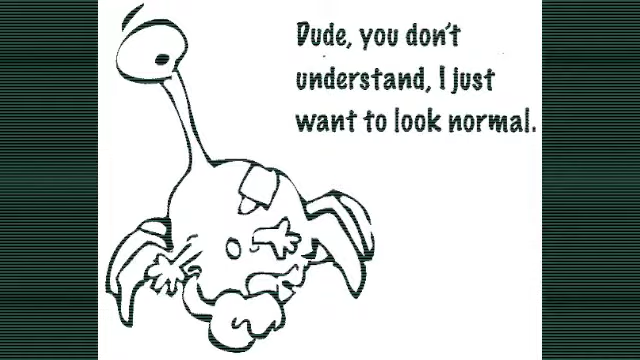 Dude, you don't
understand, I just
want to look normal.